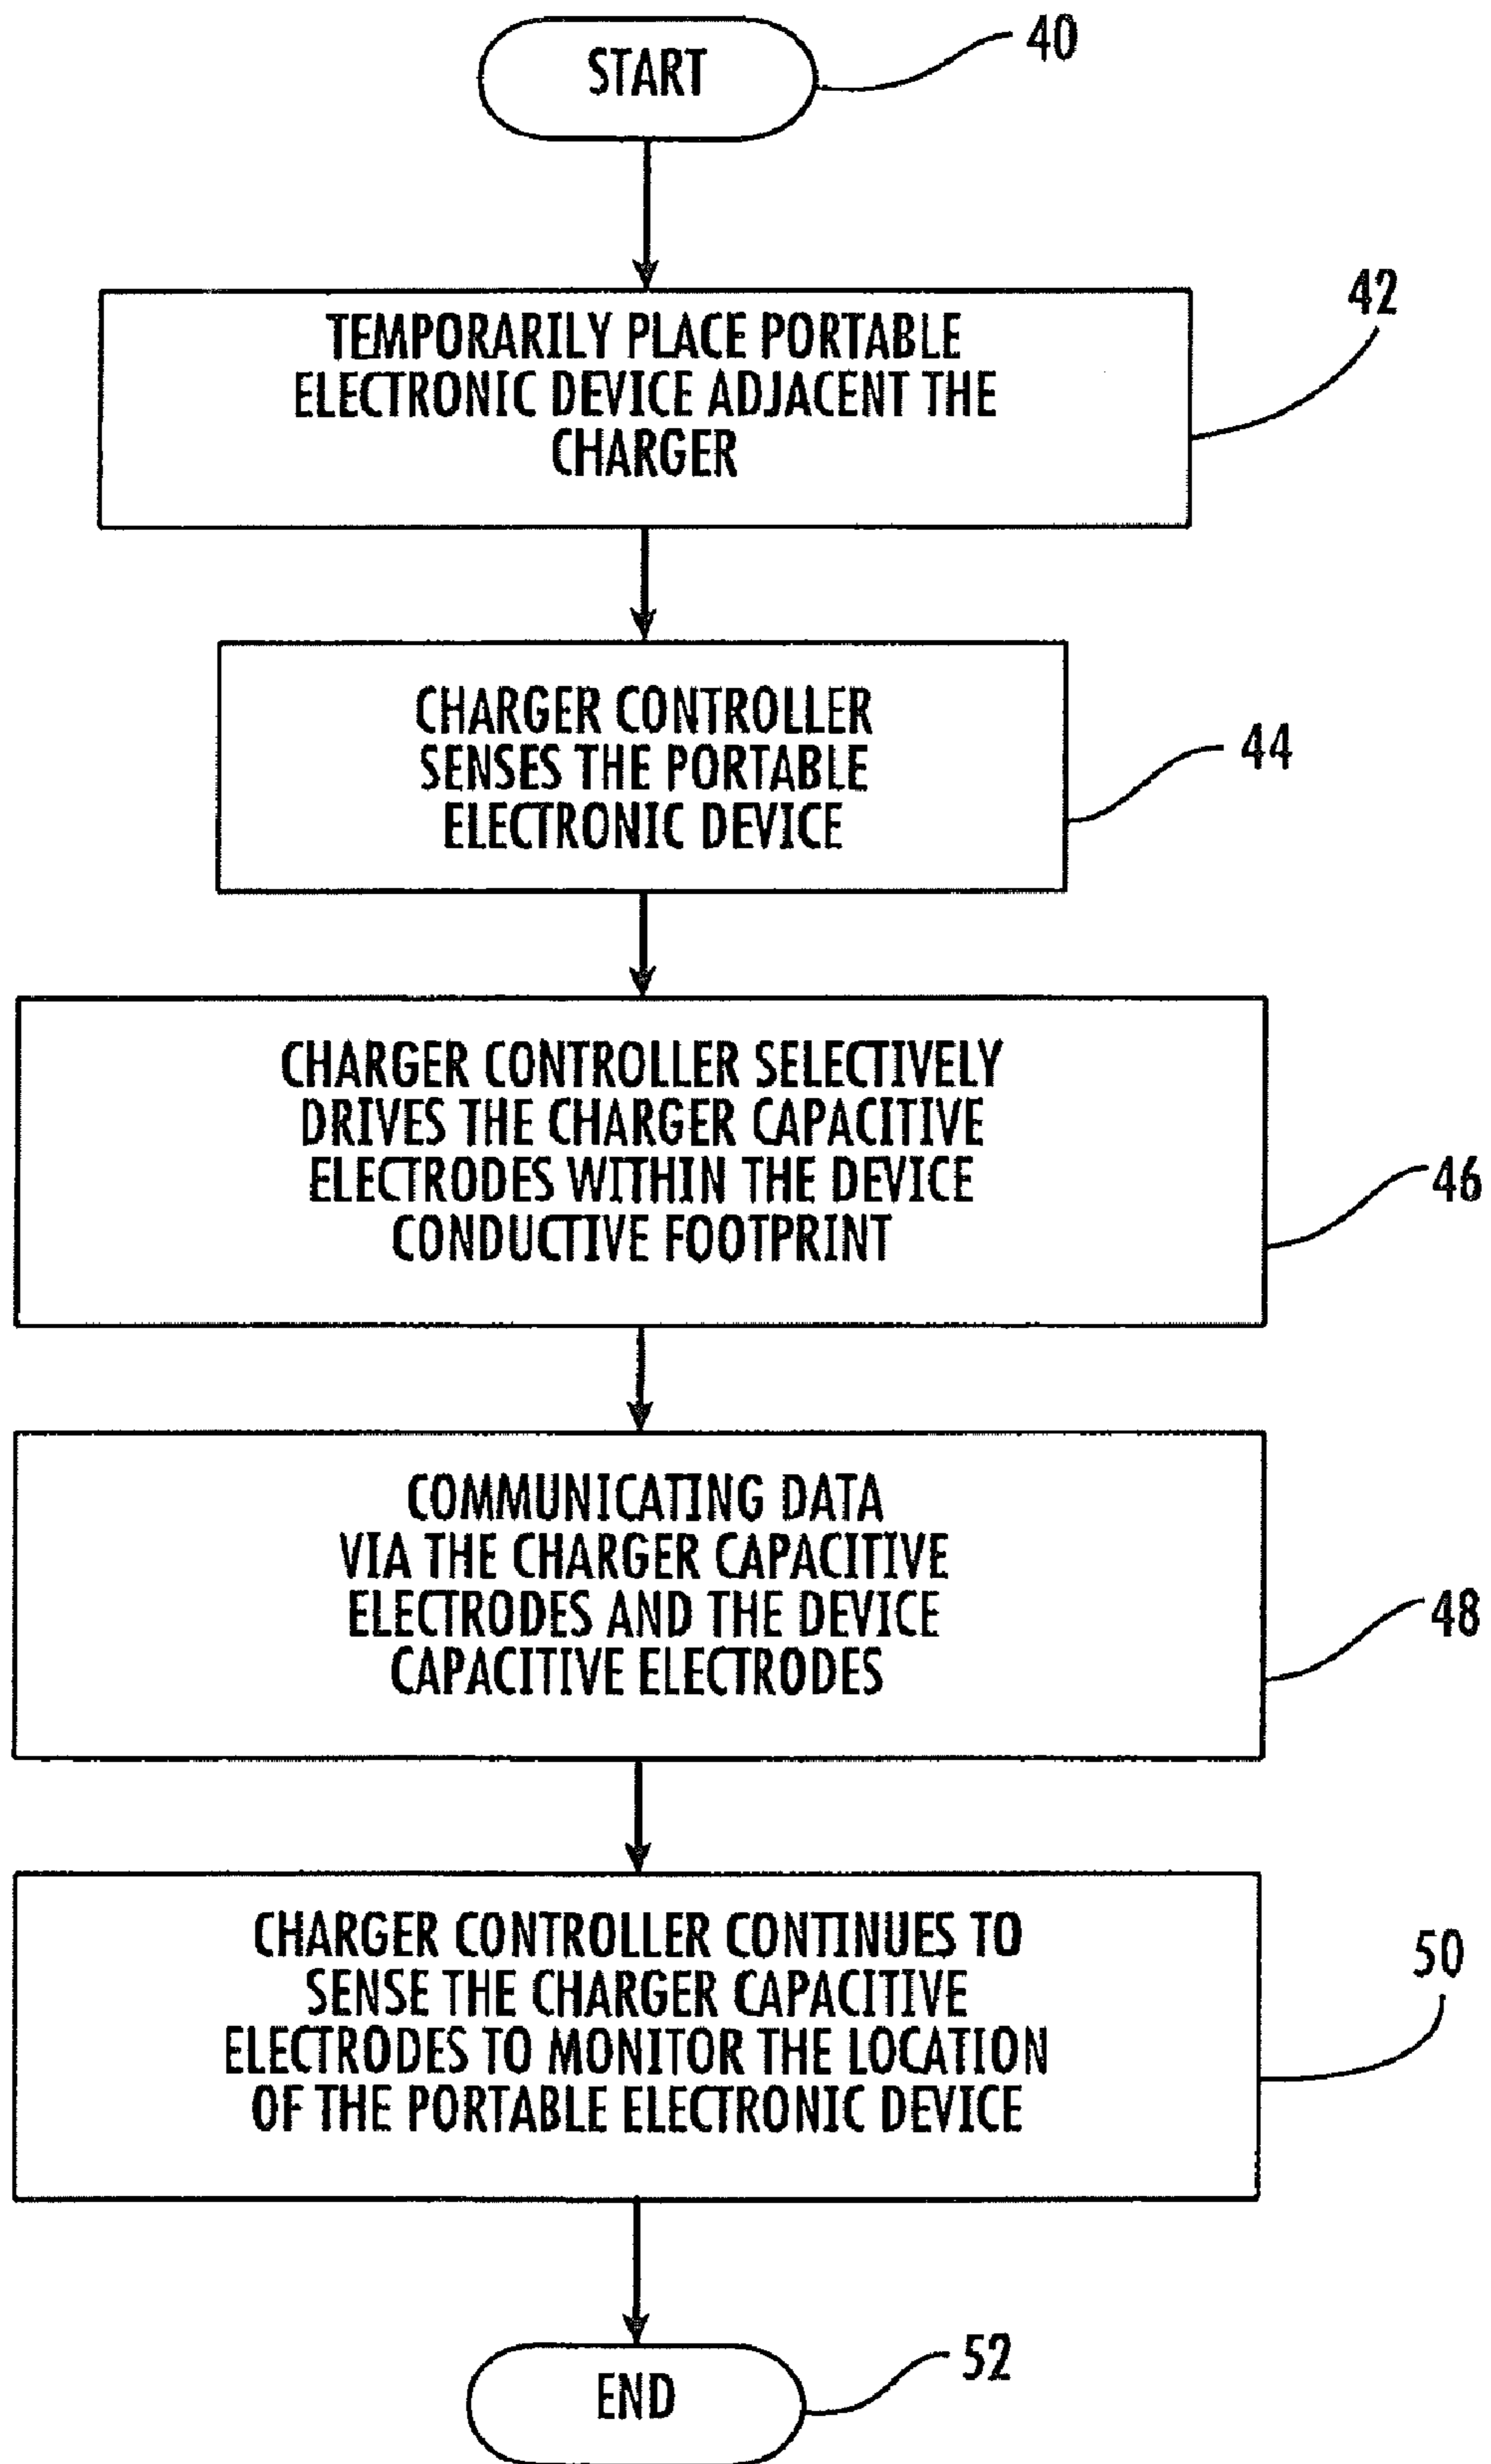 START
40
TEMPORARILY PLACE PORTABLE
ELECTRONIC DEVICE ADJACENT THE
CHARGER
42
CHARGER CONTROLLER
SENSES THE PORTABLE
ELECTRONIC DEVICE
44
CHARGER CONTROLLER SELECTIVELY
DRIVES THE CHARGER CAPACITIVE
ELECTRODES WITHIN THE DEVICE
CONDUCTIVE FOOTPRINT
46
COMMUNICATING DATA
VIA THE CHARGER CAPACITIVE
ELECTRODES AND THE DEVICE
CAPACITIVE ELECTRODES
48
CHARGER CONTROLLER CONTINUES TO
SENSE THE CHARGER CAPACITIVE
ELECTRODES TO MONITOR THE LOCATION
OF THE PORTABLE ELECTRONIC DEVICE
50
END
52